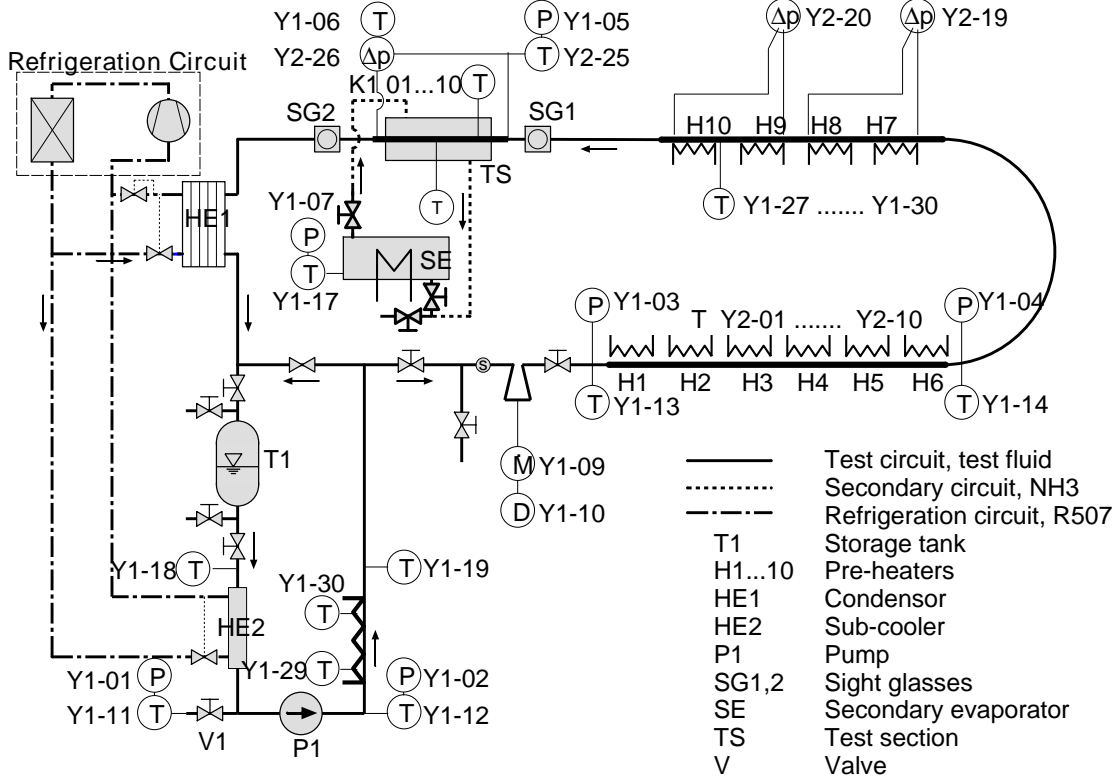 Y1-06 T P Y1-05
Y2-26 Δp T Y2-25
Δp Y2-20 Δp Y2-19
Refrigeration Circuit
K1 01...10 T
SG2 SG1
TS
H10 H9 H8 H7
T Y1-27 ....... Y1-30
HE1
Y1-07
T
P
T
Y1-17
SE
P Y1-03
T Y2-01 ....... Y2-10
P Y1-04
S
H1 H2 H3 H4 H5 H6
T Y1-13
T Y1-14
T1
M Y1-09
D Y1-10
Y1-18 T
T Y1-19
Y1-30
T
HE2
Y1-29 T
Y1-01 P
P Y1-02
Y1-11 T
T Y1-12
V1
P1
Test circuit, test fluid
Secondary circuit, NH3
Refrigeration circuit, R507
T1 Storage tank
H1...10 Pre-heaters
HE1 Condensor
HE2 Sub-cooler
P1 Pump
SG1,2 Sight glasses
SE Secondary evaporator
TS Test section
V Valve